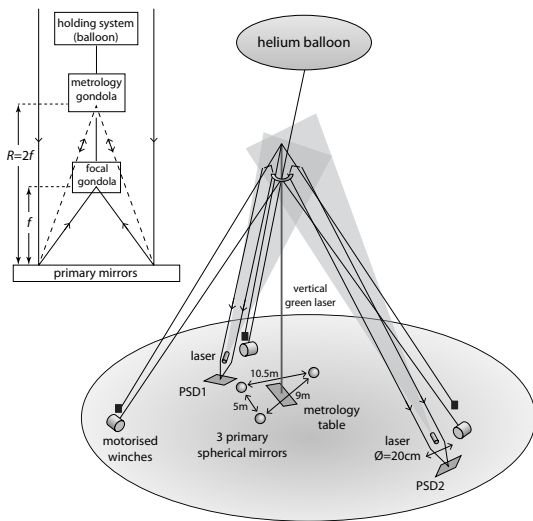 holding system
(balloon)
metrology
gondola
R=2f
focal
gondola
f
primary mirrors
helium balloon
vertical
green laser
laser
PSD1
10.5m
5m
9m
metrology
table
motorised
winches
3 primary
spherical mirrors
laser
Ø=20cm
PSD2